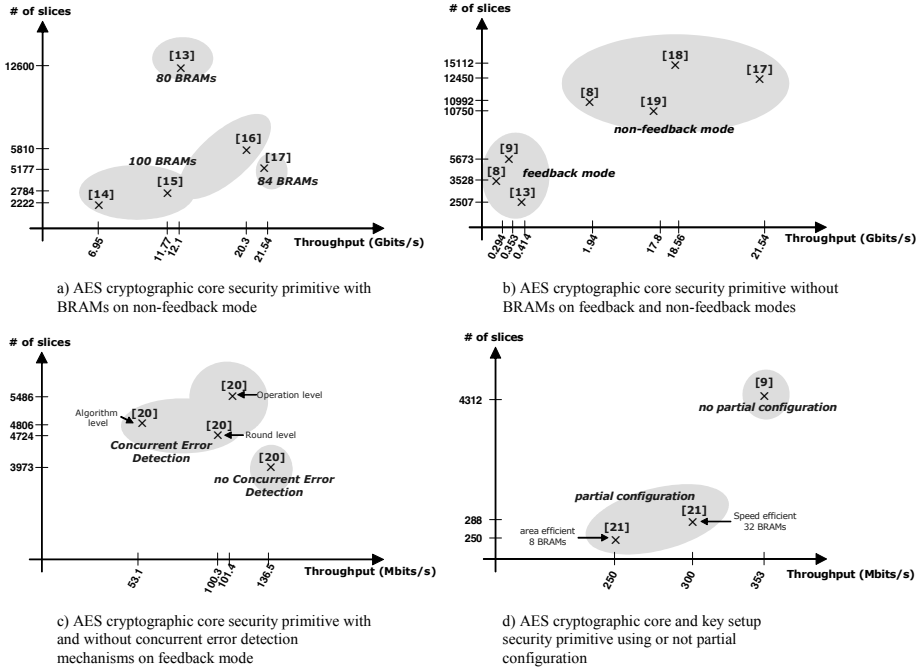 # of slices
12600
5810
5177
2784
2222
[13]
80 BRAMs
[16]
100 BRAMs
[17]
84 BRAMs
[14]
[15]
6.95
11.77
12.1
20.3
21.54
Throughput (Gbits/s)
a) AES cryptographic core security primitive with
BRAMs on non-feedback mode
# of slices
15112
12450
10992
10750
5673
3528
2507
[18]
[17]
[8]
[19]
non-feedback mode
[9]
[8]
feedback mode
[13]
0.294
0.353
0.414
1.94
17.8
18.56
21.54
Throughput (Gbits/s)
b) AES cryptographic core security primitive without
BRAMs on feedback and non-feedback modes
# of slices
5486
4806
4724
3973
[20]
Operation level
Algorithm
level
[20]
[20]
Round level
Concurrent Error
Detection
[20]
no Concurrent Error
Detection
53.1
100.3
101.4
136.5
Throughput (Mbits/s)
c) AES cryptographic core security primitive with
and without concurrent error detection
mechanisms on feedback mode
# of slices
4312
288
250
[9]
no partial configuration
partial configuration
[21]
Speed efficient
32 BRAMs
[21]
area efficient
8 BRAMs
250
300
353
Throughput (Mbits/s)
d) AES cryptographic core and key setup
security primitive using or not partial
configuration